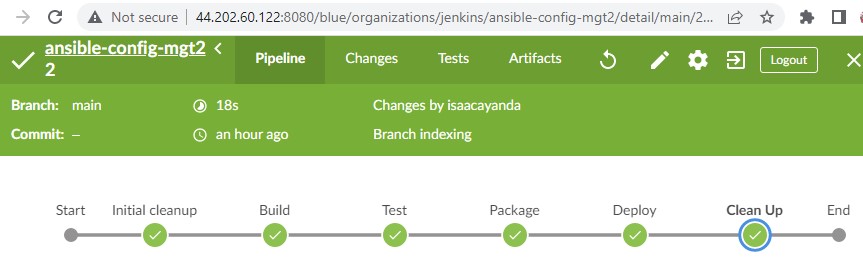 Not secure | 44.202.60.122:8080/blue/organizations/jenkins/ansible-config-mgt2/detail/main/2...
ansible-config-mgt2 < Pipeline Changes Tests Artifacts Logout
2
Branch: main 18s Changes by isaacayanda
Commit: – an hour ago Branch indexing
Start Initial cleanup Build Test Package Deploy Clean Up End